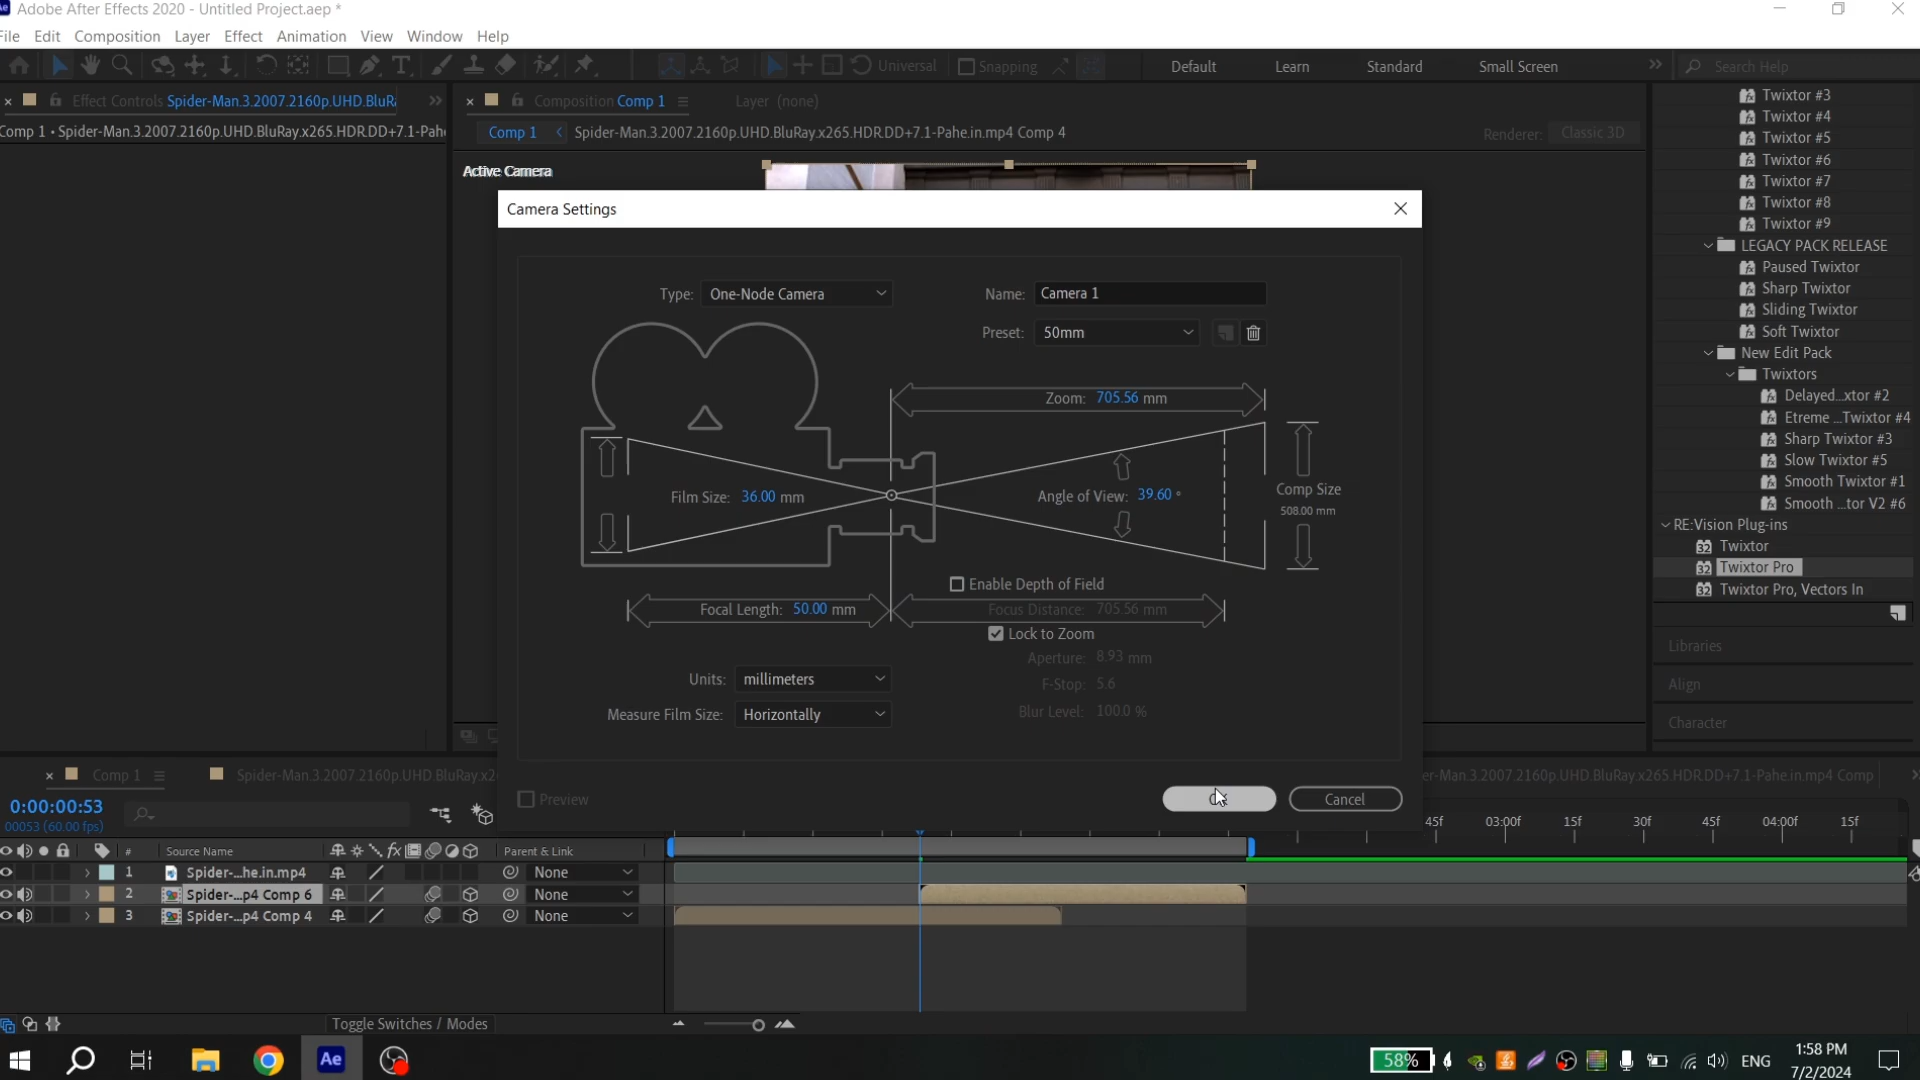 Adobe After Effects 2020 - Untitled Project.aep *
File Edit Composition Layer Effect Animation View Window Help
Universal Snapping Default Learn Standard Small Screen Search Help
Effect Controls Spider-Man.3.2007.2160p.UHD.BluRa
Composition Comp 1
Layer (none)
Comp 1 • Spider-Man.3.2007.2160p.UHD.BluRay.x265.HDR.DD+7.1-Pahe
Comp 1 < Spider-Man.3.2007.2160p.UHD.BluRay.x265.HDR.DD+7.1-Pahe.in.mp4 Comp 4
Renderer: Classic 3D
Active Camera
Camera Settings
Type: One-Node Camera
Name: Camera 1
Preset: 50mm
Zoom: 705.56 mm
Film Size: 36.00 mm
Angle of View: 39.60 °
Comp Size
508.00 mm
Enable Depth of Field
Focal Length: 50.00 mm
Focus Distance: 705.56 mm
Lock to Zoom
Aperture: 8.93 mm
F-Stop: 5.6
Blur Level: 100.0 %
Units: millimeters
Measure Film Size: Horizontally
Preview
Cancel
Twixtor #3
Twixtor #4
Twixtor #5
Twixtor #6
Twixtor #7
Twixtor #8
Twixtor #9
LEGACY PACK RELEASE
Paused Twixtor
Sharp Twixtor
Sliding Twixtor
Soft Twixtor
New Edit Pack
Twixtors
Delayed...xtor #2
Etreme ...Twixtor #4
Sharp Twixtor #3
Slow Twixtor #5
Smooth Twixtor #1
Smooth ...tor V2 #6
RE:Vision Plug-ins
Twixtor
Twixtor Pro
Twixtor Pro, Vectors In
Libraries
Align
Character
Comp 1
Spider-Man.3.2007.2160p.UHD BluRay.x2
er-Man.3.2007.2160p.UHD.BluRay.x265.HDR.DD+7.1-Pahe.in.mp4 Comp
0:00:00:53
00053 (60.00 fps)
45f 03:00f 15f 30f 45f 04:00f 15f
# Source Name fx Parent & Link
1 Spider-...he.in.mp4 None
2 Spider-...p4 Comp 6 None
3 Spider-...p4 Comp 4 None
Toggle Switches / Modes
Ae
58%
ENG
1:58 PM
7/2/2024